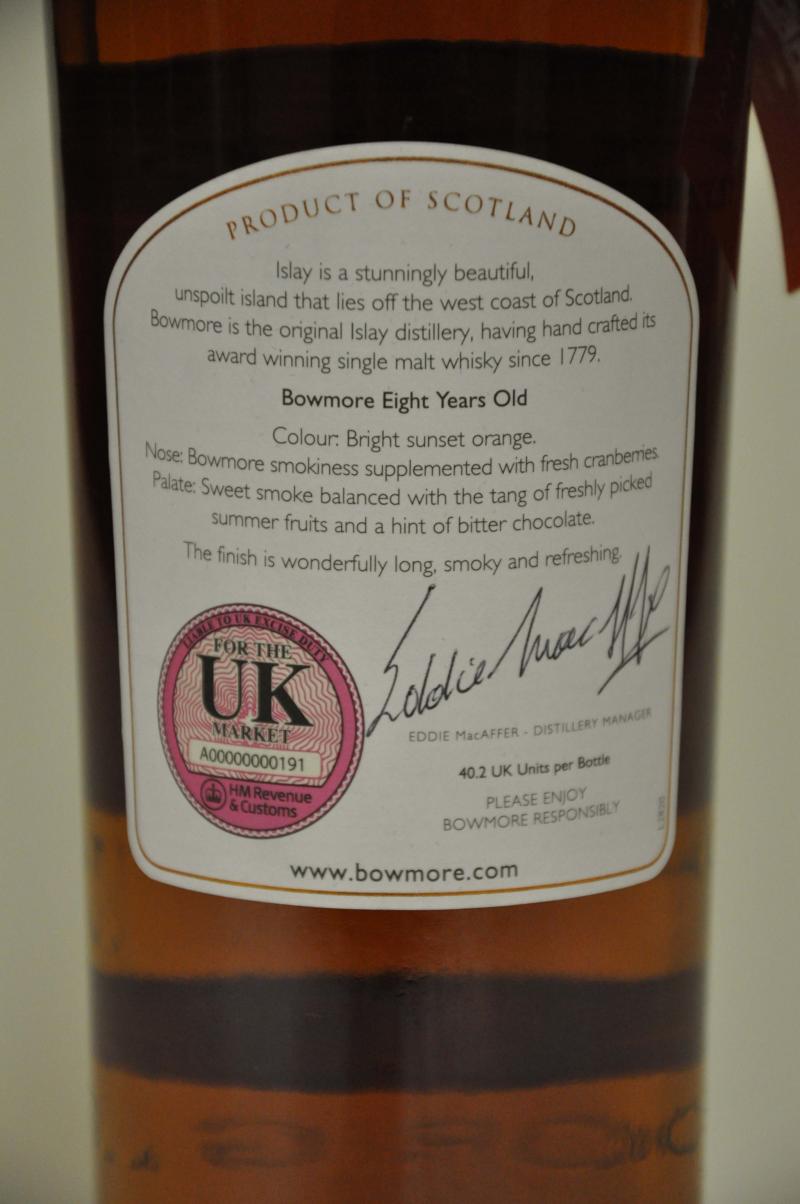 PRODUCT OF SCOTLAND
Islay is a stunningly beautiful,
unspoilt island that lies off the west coast of Scotland.
Bowmore is the original Islay distillery, having hand crafted its
award winning single malt whisky since 1779.
Bowmore Eight Years Old
Colour: Bright sunset orange.
Nose: Bowmore smokiness supplemented with fresh cranberries.
Palate: Sweet smoke balanced with the tang of freshly picked
summer fruits and a hint of bitter chocolate.
The finish is wonderfully long, smoky and refreshing.
Eddie MacAffer
EDDIE MacAFFER - DISTILLERY MANAGER
40.2 UK Units per Bottle
PLEASE ENJOY
BOWMORE RESPONSIBLY
LIABLE TO UK EXCISE DUTY
FOR THE
UK
MARKET
A00000000191
HM Revenue
& Customs
www.bowmore.com